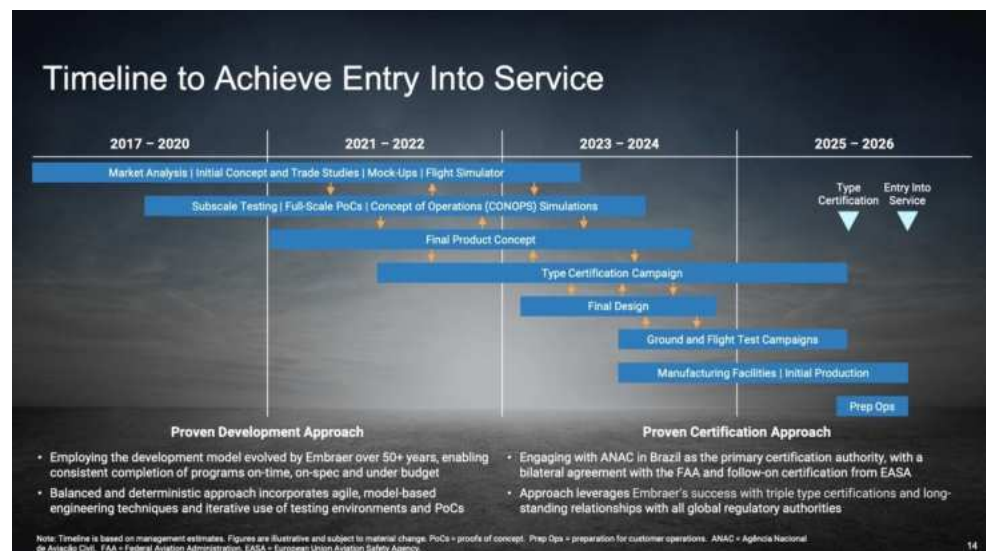 Timeline to Achieve Entry Into Service
2017 – 2020
2021 – 2022
2023 – 2024
2025 – 2026
Market Analysis | Initial Concept and Trade Studies | Mock-Ups | Flight Simulator
Type
Certification
Entry Into
Service
Subscale Testing | Full-Scale PoCs | Concept of Operations (CONOPS) Simulations
Final Product Concept
Type Certification Campaign
Final Design
Ground and Flight Test Campaigns
Manufacturing Facilities | Initial Production
Prep Ops
Proven Development Approach
• Employing the development model evolved by Embraer over 50+ years, enabling
consistent completion of programs on-time, on-spec and under budget
• Balanced and deterministic approach incorporates agile, model-based
engineering techniques and iterative use of testing environments and PoCs
Proven Certification Approach
• Engaging with ANAC in Brazil as the primary certification authority, with a
bilateral agreement with the FAA and follow-on certification from EASA
• Approach leverages Embraer's success with triple type certifications and long-
standing relationships with all global regulatory authorities
Note: Timeline is based on management estimates. Figures are illustrative and subject to material change. PoCs = proofs of concept. Prep Ops = preparation for customer operations. ANAC = Agência Nacional
de Aviação Civil. FAA = Federal Aviation Administration. EASA = European Union Aviation Safety Agency.
14